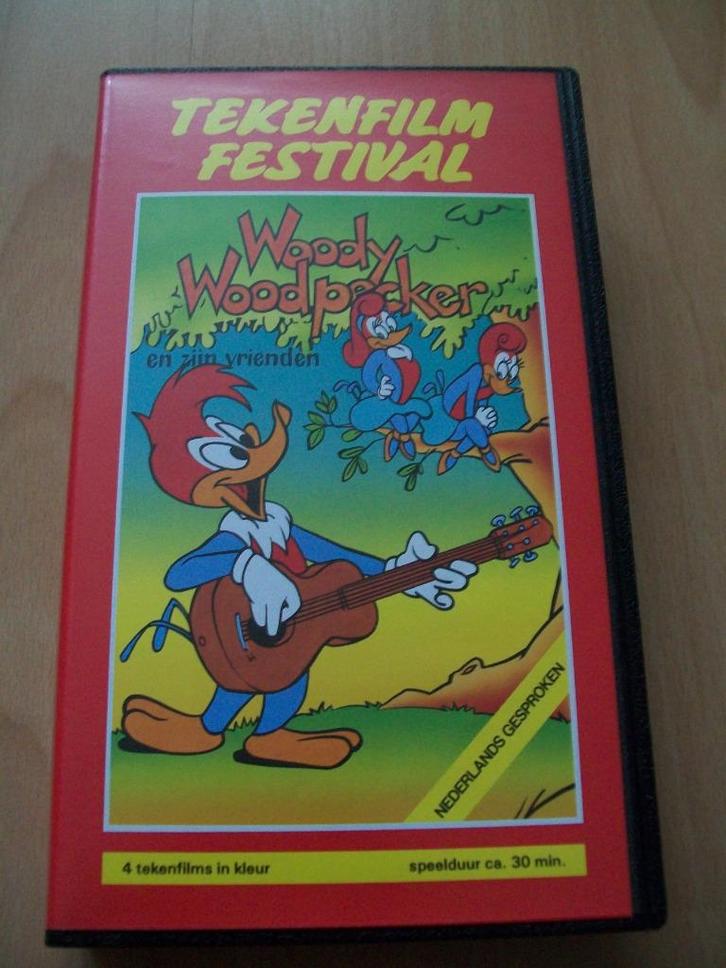 TEKENFILM
FESTIVAL
Woody
Woodpecker
en zijn vrienden
NEDERLANDS GESPROKEN
4 tekenfilms in kleur
speelduur ca. 30 min.